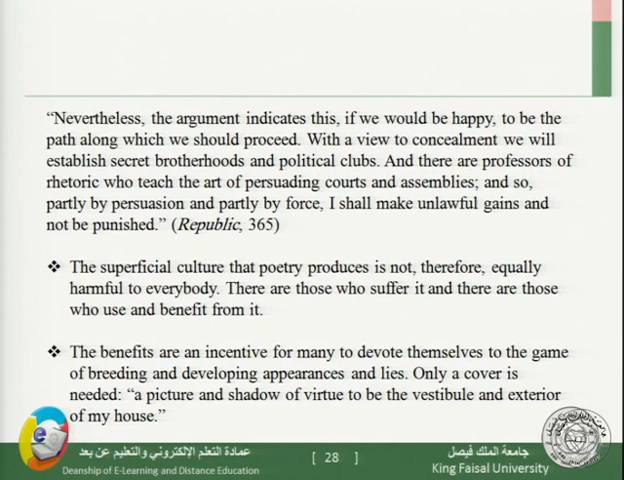 “Nevertheless, the argument indicates this, if we would be happy, to be the
path along which we should proceed. With a view to concealment we will
establish secret brotherhoods and political clubs. And there are professors of
rhetoric who teach the art of persuading courts and assemblies; and so,
partly by persuasion and partly by force, I shall make unlawful gains and
not be punished.” (Republic, 365)
❖ The superficial culture that poetry produces is not, therefore, equally
harmful to everybody. There are those who suffer it and there are those
who use and benefit from it.
❖ The benefits are an incentive for many to devote themselves to the game
of breeding and developing appearances and lies. Only a cover is
needed: “a picture and shadow of virtue to be the vestibule and exterior
of my house.”
عمادة التعلم الإلكتروني والتعليم عن بعد
Deanship of E-Learning and Distance Education
[ 28 ]
جامعة الملك فيصل
King Faisal University